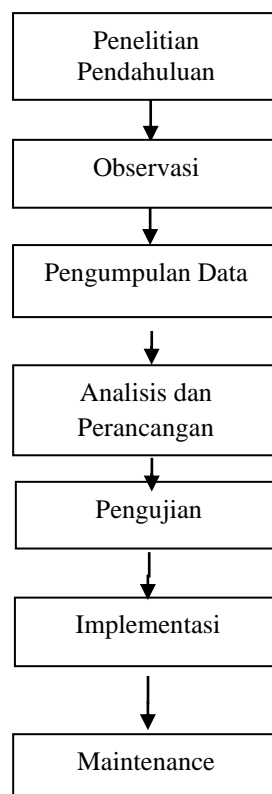 Penelitian
Pendahuluan
Observasi
Pengumpulan Data
Analisis dan
Perancangan
Pengujian
Implementasi
Maintenance